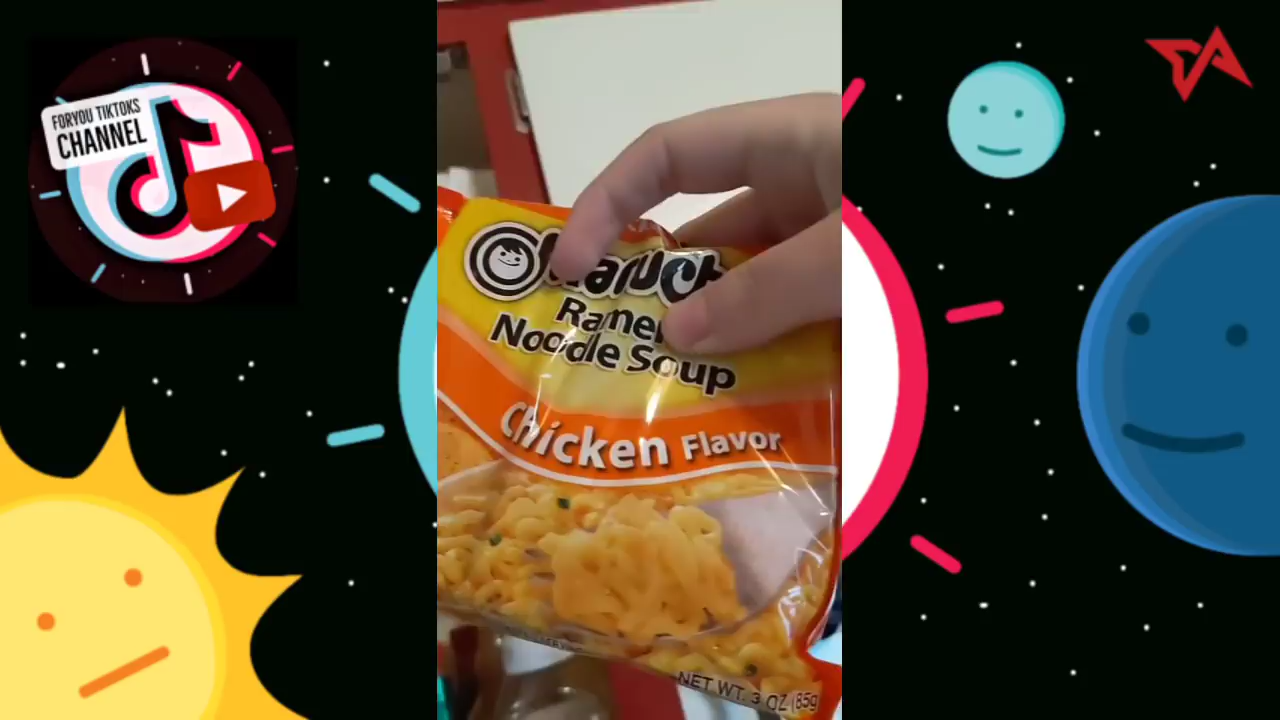 FORYOU TIKTOKS
CHANNEL
Noodle Soup
Chicken Flavor
NET WT. 3 OZ (85g